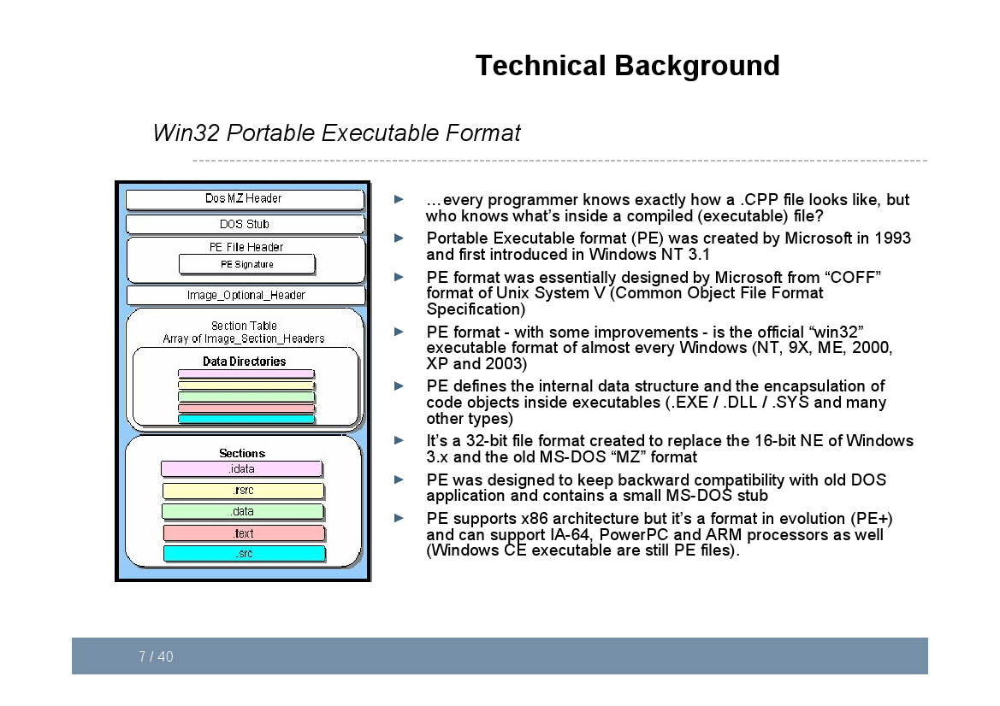 Technical Background
Win32 Portable Executable Format
Dos MZ Header
DOS Stub
PE File Header
PE Signature
Image_Optional_Header
Section Table
Array of Image_Section_Headers
Data Directories
Sections
.idata
.rsrc
.data
.text
.src
…every programmer knows exactly how a .CPP file looks like, but
who knows what’s inside a compiled (executable) file?
Portable Executable format (PE) was created by Microsoft in 1993
and first introduced in Windows NT 3.1
PE format was essentially designed by Microsoft from “COFF”
format of Unix System V (Common Object File Format
Specification)
PE format - with some improvements - is the official “win32”
executable format of almost every Windows (NT, 9X, ME, 2000,
XP and 2003)
PE defines the internal data structure and the encapsulation of
code objects inside executables (.EXE / .DLL / .SYS and many
other types)
It’s a 32-bit file format created to replace the 16-bit NE of Windows
3.x and the old MS-DOS “MZ” format
PE was designed to keep backward compatibility with old DOS
application and contains a small MS-DOS stub
PE supports x86 architecture but it’s a format in evolution (PE+)
and can support IA-64, PowerPC and ARM processors as well
(Windows CE executable are still PE files).
7 / 40